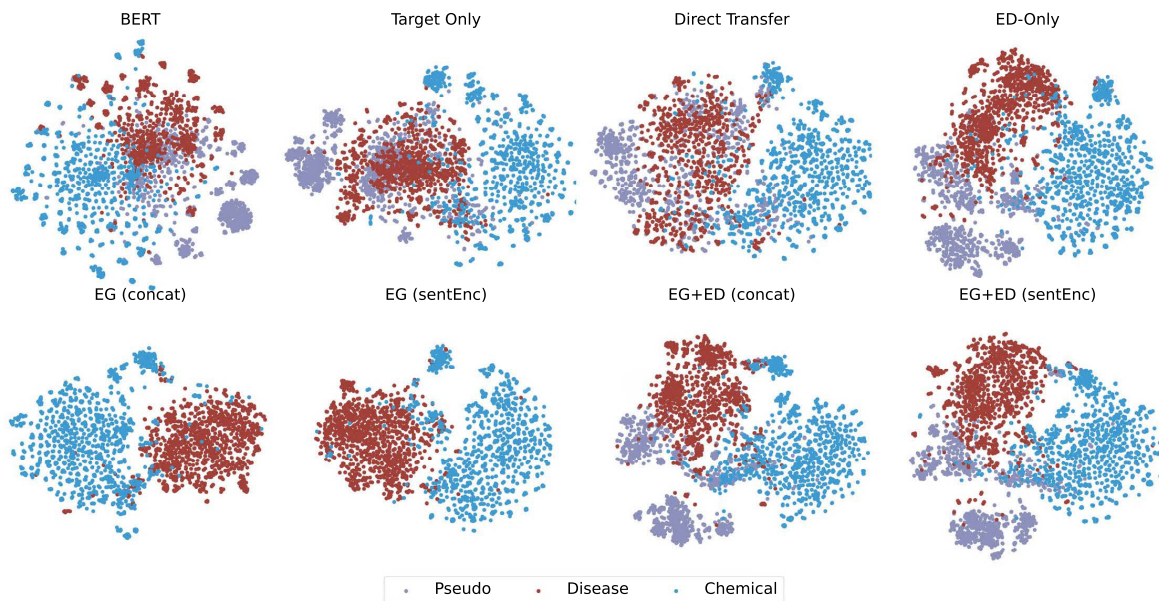 BERT
Target Only
Direct Transfer
ED-Only
EG (concat)
EG (sentEnc)
EG+ED (concat)
EG+ED (sentEnc)
Pseudo Disease Chemical